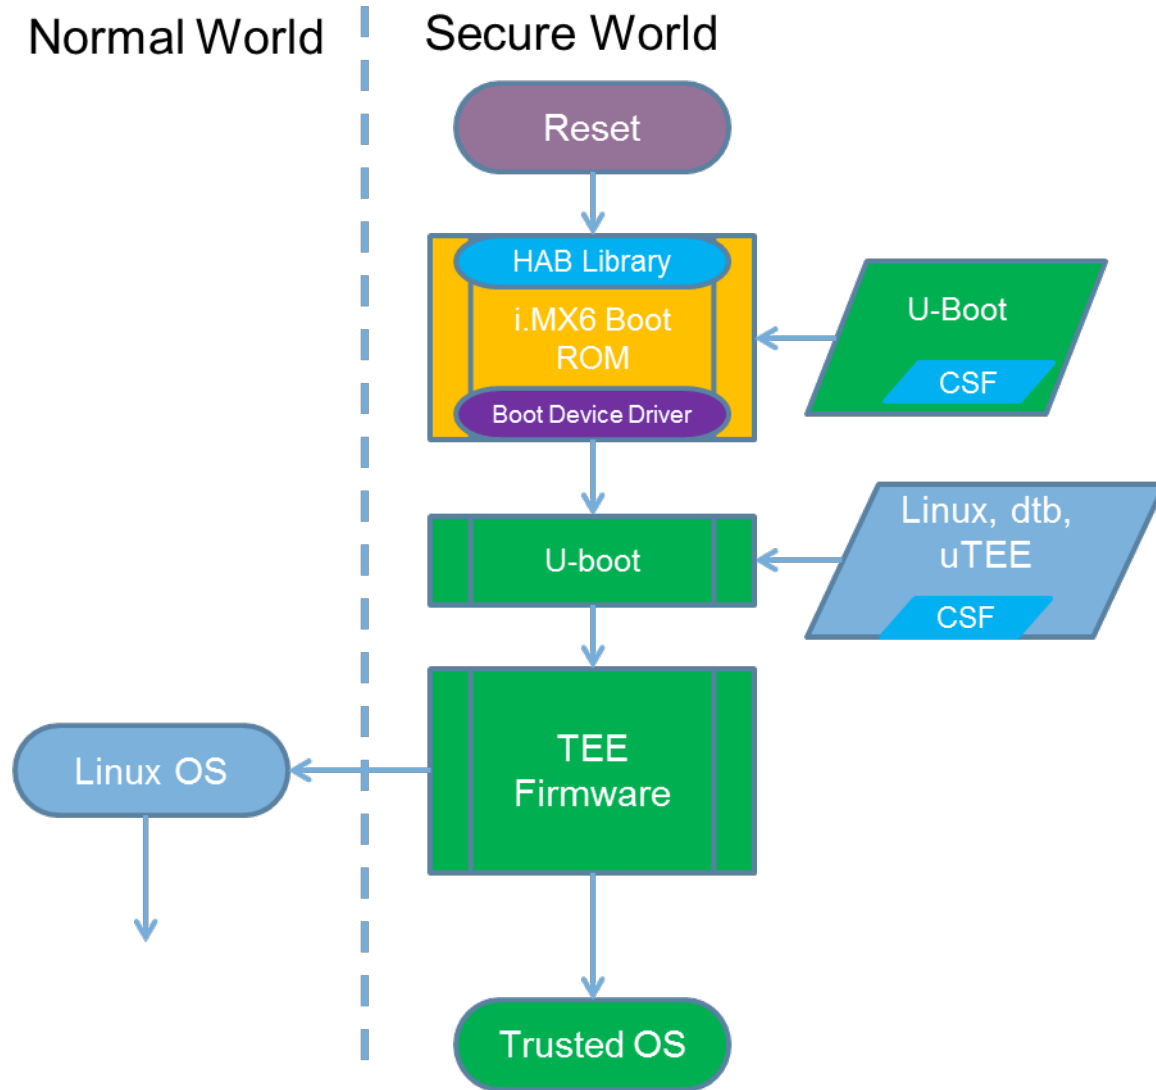 Normal World
Secure World
Reset
HAB Library
i.MX6 Boot
ROM
Boot Device Driver
U-Boot
CSF
U-boot
Linux, dtb,
uTEE
CSF
TEE
Firmware
Linux OS
Trusted OS